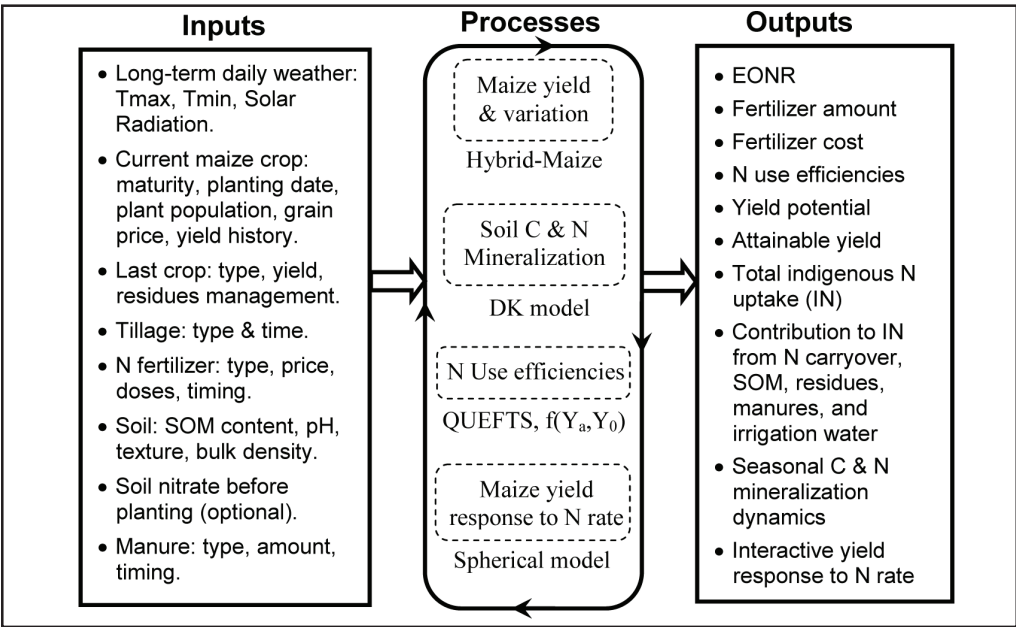 Inputs
• Long-term daily weather:
Tmax, Tmin, Solar
Radiation.
• Current maize crop:
maturity, planting date,
plant population, grain
price, yield history.
• Last crop: type, yield,
residues management.
• Tillage: type & time.
• N fertilizer: type, price,
doses, timing.
• Soil: SOM content, pH,
texture, bulk density.
• Soil nitrate before
planting (optional).
• Manure: type, amount,
timing.
Processes
Maize yield
& variation
Hybrid-Maize
Soil C & N
Mineralization
DK model
N Use efficiencies
QUEFTS, f(Yₐ,Y₀)
Maize yield
response to N rate
Spherical model
Outputs
• EONR
• Fertilizer amount
• Fertilizer cost
• N use efficiencies
• Yield potential
• Attainable yield
• Total indigenous N
uptake (IN)
• Contribution to IN
from N carryover,
SOM, residues,
manures, and
irrigation water
• Seasonal C & N
mineralization
dynamics
• Interactive yield
response to N rate